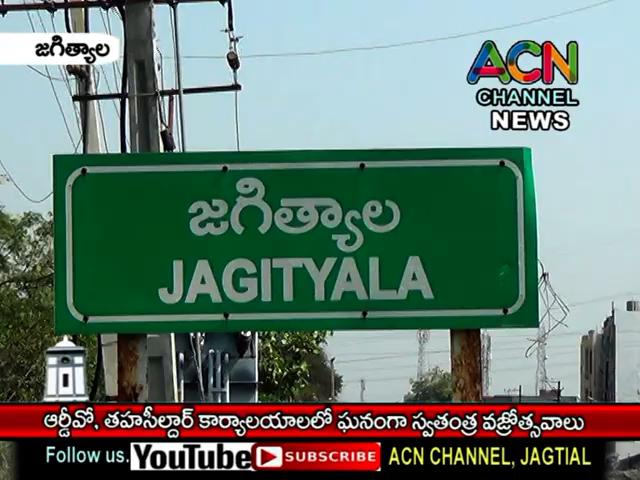 జగిత్యాల
ACN
CHANNEL
NEWS
జగిత్యాల
JAGITYALA
ఆర్డీవో, తహసీల్దార్ కార్యాలయాలలో ఘనంగా స్వతంత్ర వజ్రోత్సవాలు
Follow us. YouTube SUBSCRIBE ACN CHANNEL, JAGTIAL